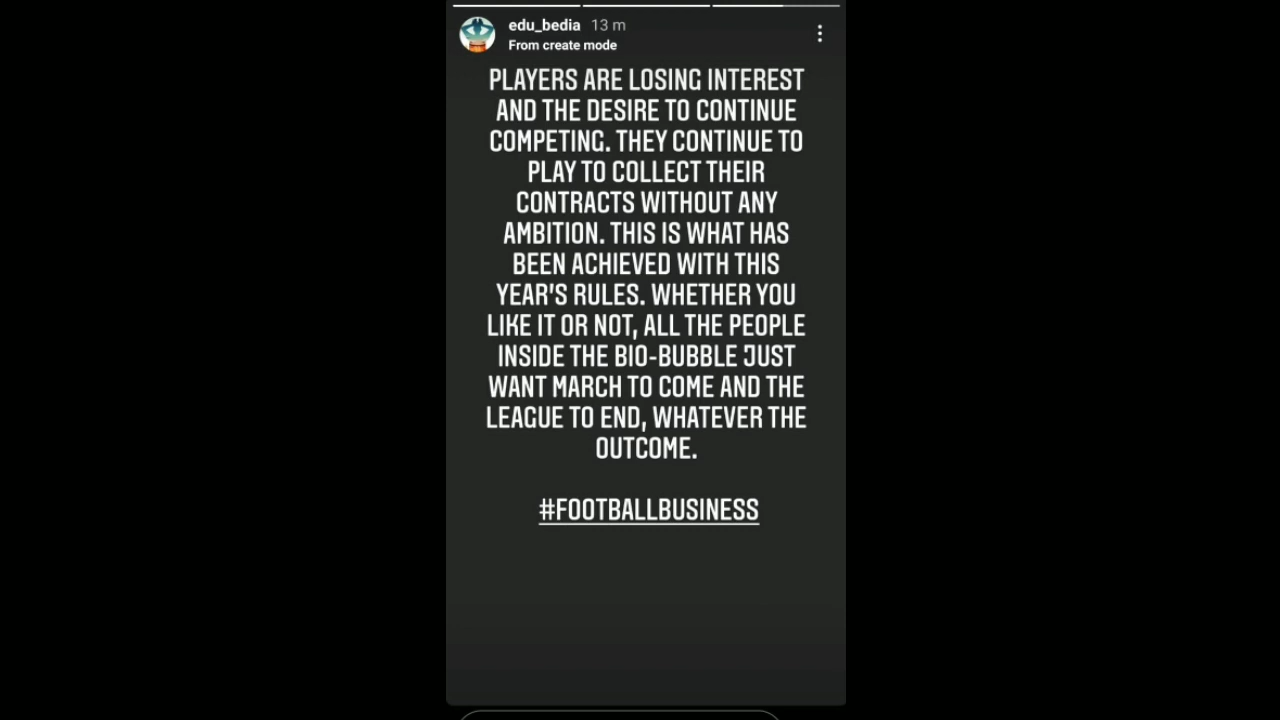 edu_bedia 13 m
From create mode
PLAYERS ARE LOSING INTEREST
AND THE DESIRE TO CONTINUE
COMPETING. THEY CONTINUE TO
PLAY TO COLLECT THEIR
CONTRACTS WITHOUT ANY
AMBITION. THIS IS WHAT HAS
BEEN ACHIEVED WITH THIS
YEAR'S RULES. WHETHER YOU
LIKE IT OR NOT, ALL THE PEOPLE
INSIDE THE BIO-BUBBLE JUST
WANT MARCH TO COME AND THE
LEAGUE TO END, WHATEVER THE
OUTCOME.
#FOOTBALLBUSINESS